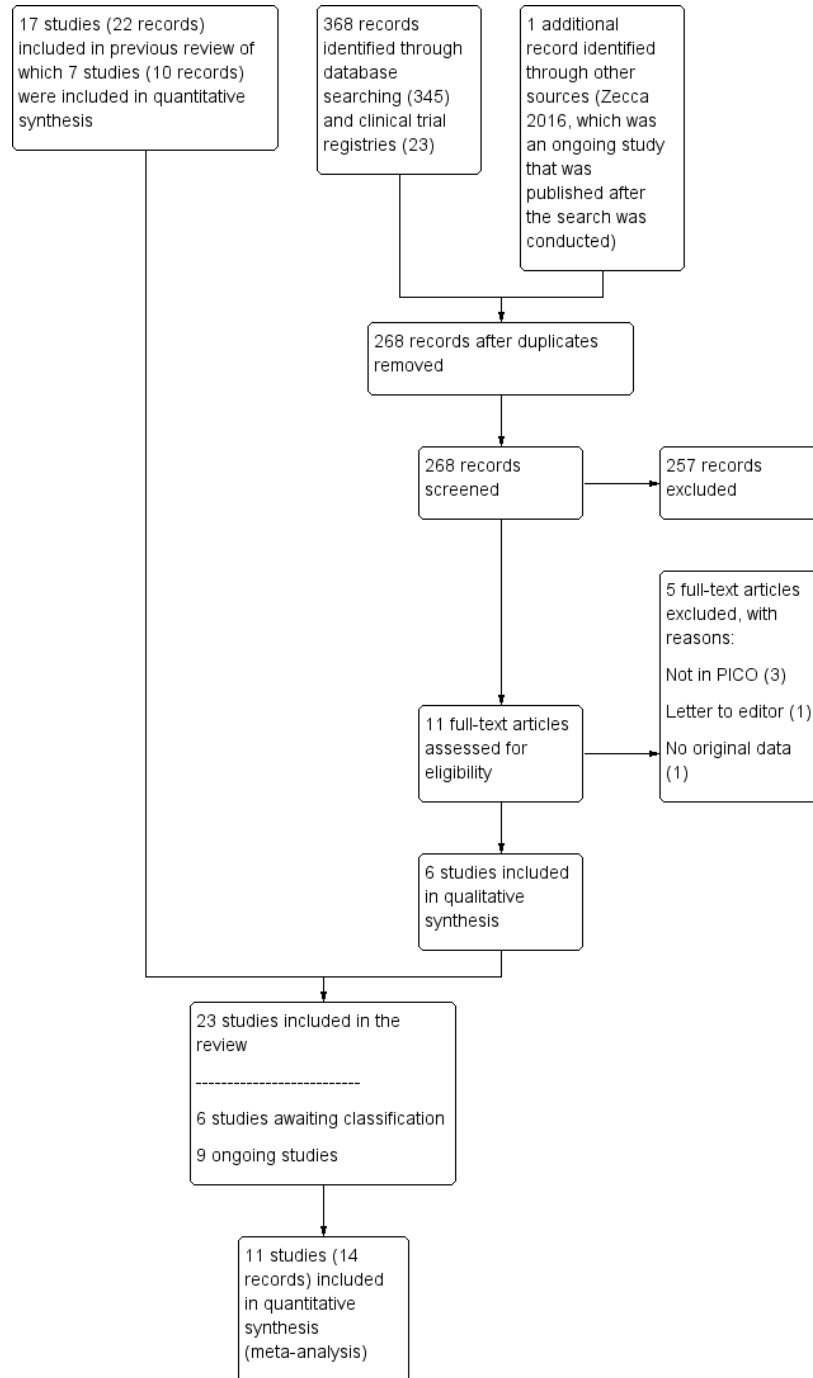 17 studies (22 records)
included in previous review of
which 7 studies (10 records)
were included in quantitative
synthesis
368 records
identified through
database
searching (345)
and clinical trial
registries (23)
1 additional
record identified
through other
sources (Zecca
2016, which was
an ongoing study
that was
published after
the search was
conducted)
268 records after duplicates
removed
268 records
screened
257 records
excluded
5 full-text articles
excluded, with
reasons:
Not in PICO (3)
Letter to editor (1)
No original data
(1)
11 full-text articles
assessed for
eligibility
6 studies included
in qualitative
synthesis
23 studies included in the
review
--------------------------
6 studies awaiting classification
9 ongoing studies
11 studies (14
records) included
in quantitative
synthesis
(meta-analysis)